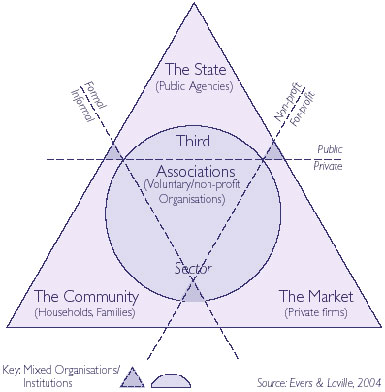 The State
(Public Agencies)
Formal
Informal
Non-profit
For-profit
Third
Public
Private
Associations
(Voluntary/non-profit
Organisations)
Sector
The Community
(Households, Families)
The Market
(Private firms)
Key: Mixed Organisations/
Institutions
Source: Evers & Lcville, 2004